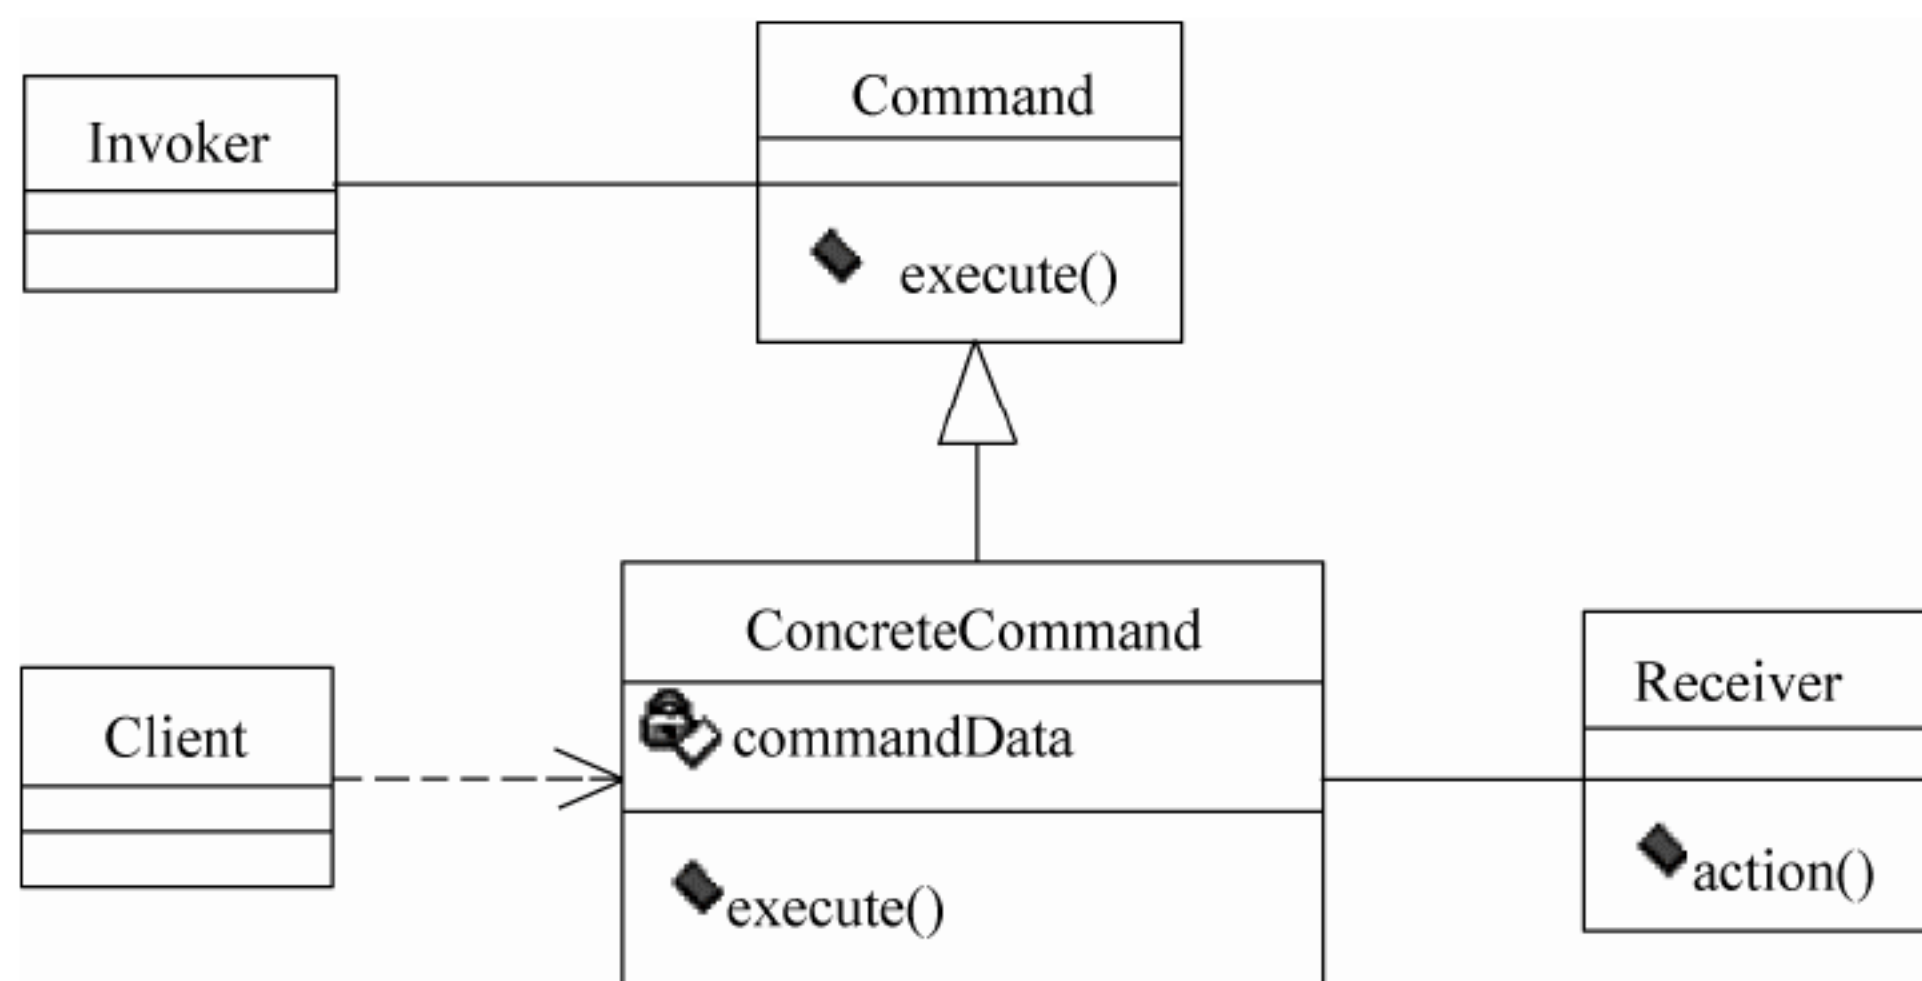 Command
Invoker
execute()
ConcreteCommand
Receiver
Client
commandData
action()
execute()